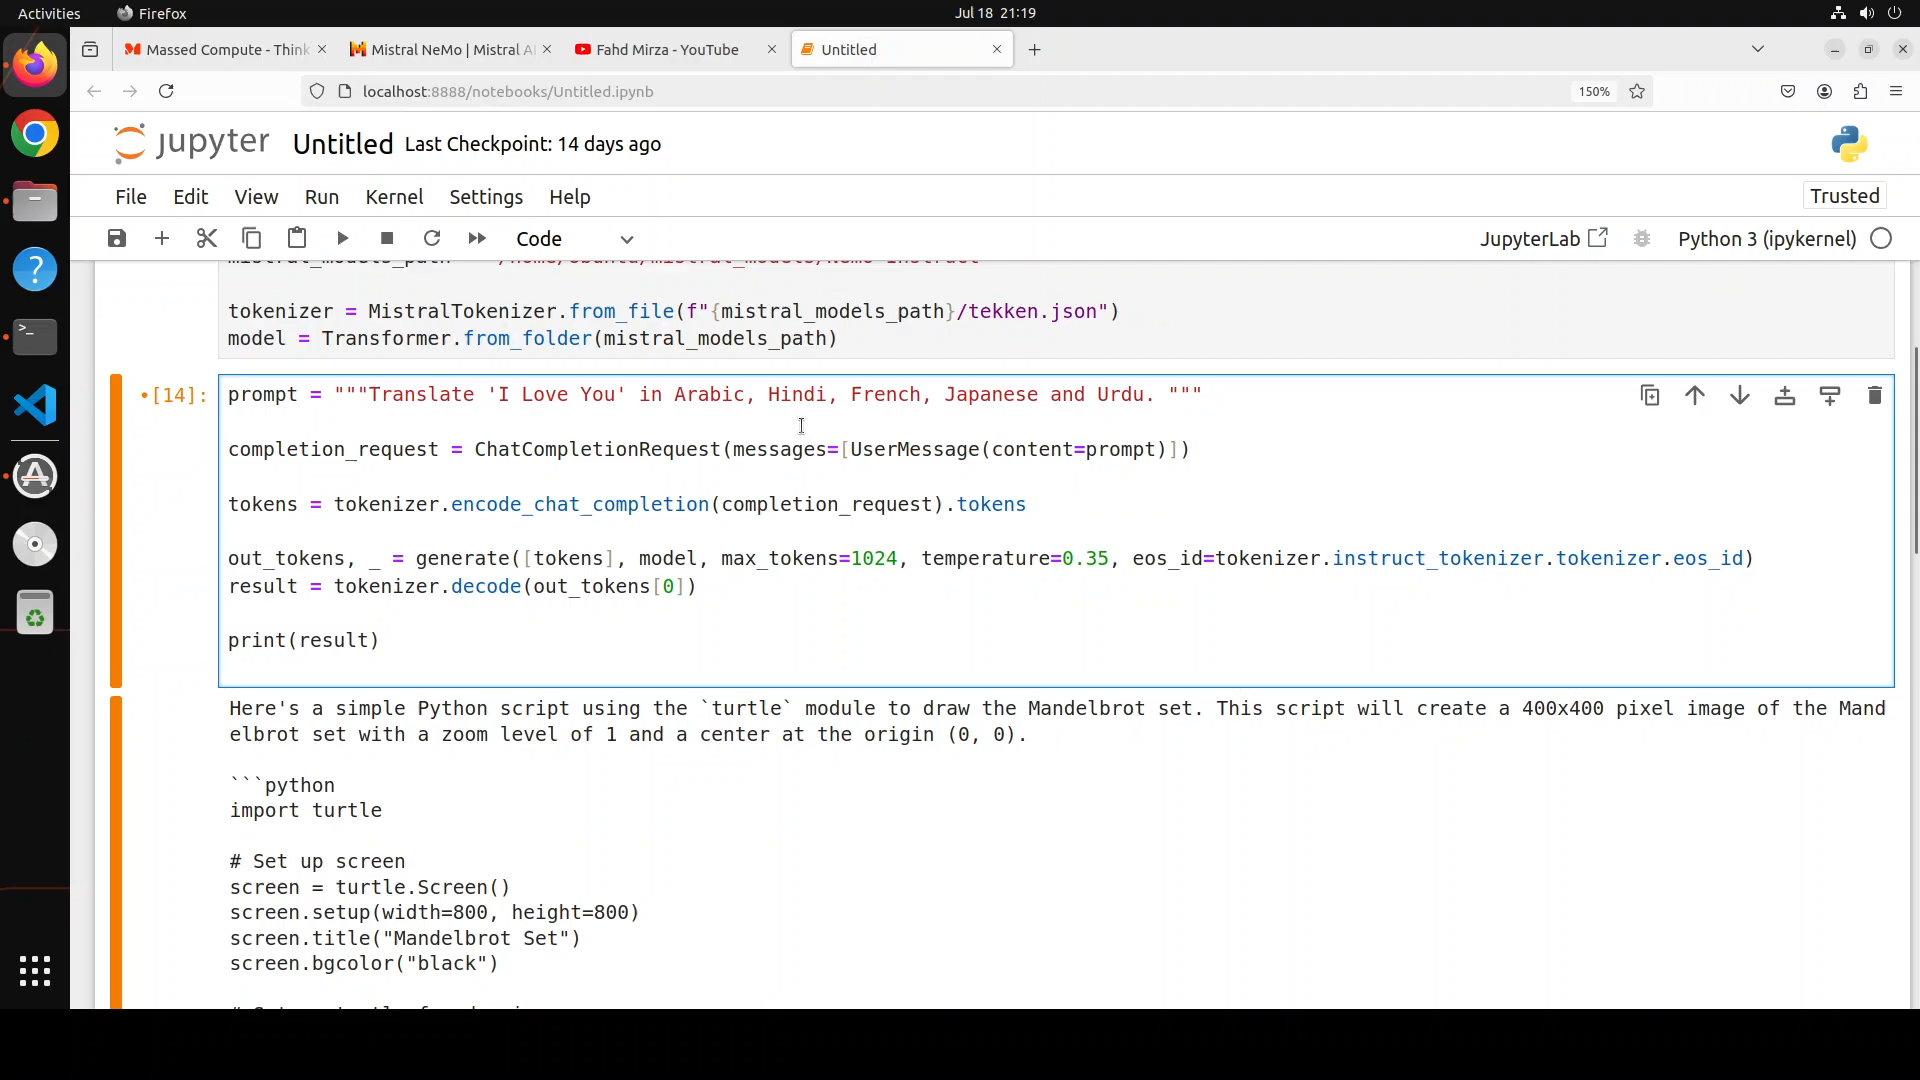 Activities
Firefox
Jul 18 21:19
Massed Compute - Think
Mistral NeMo | Mistral A
Fahd Mirza - YouTube
Untitled
localhost:8888/notebooks/Untitled.ipynb
150%
jupyter Untitled Last Checkpoint: 14 days ago
File Edit View Run Kernel Settings Help
Trusted
Code
JupyterLab
Python 3 (ipykernel)
tokenizer = MistralTokenizer.from_file(f"{mistral_models_path}/tekken.json")
model = Transformer.from_folder(mistral_models_path)
•[14]:
prompt = """Translate 'I Love You' in Arabic, Hindi, French, Japanese and Urdu. """
completion_request = ChatCompletionRequest(messages=[UserMessage(content=prompt)])
tokens = tokenizer.encode_chat_completion(completion_request).tokens
out_tokens, _ = generate([tokens], model, max_tokens=1024, temperature=0.35, eos_id=tokenizer.instruct_tokenizer.tokenizer.eos_id)
result = tokenizer.decode(out_tokens[0])
print(result)
Here's a simple Python script using the `turtle` module to draw the Mandelbrot set. This script will create a 400x400 pixel image of the Mand
elbrot set with a zoom level of 1 and a center at the origin (0, 0).
```python
import turtle
# Set up screen
screen = turtle.Screen()
screen.setup(width=800, height=800)
screen.title("Mandelbrot Set")
screen.bgcolor("black")